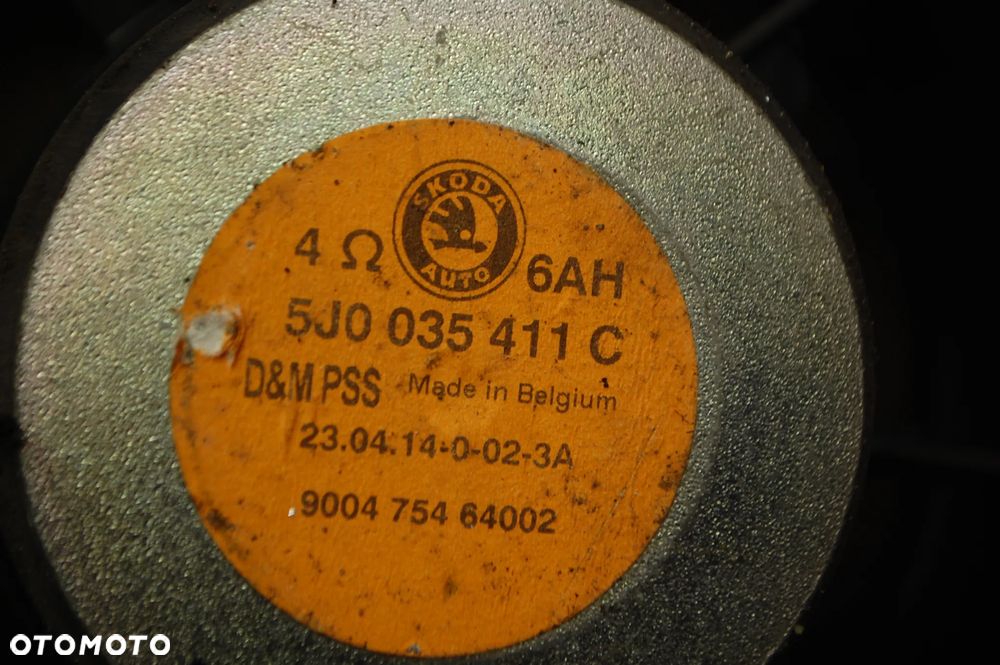 SKODA
AUTO
4 Ω 6AH
5J0 035 411 C
D&M PSS Made in Belgium
23.04.14-0-02-3A
9004 754 64002
OTOMOTO